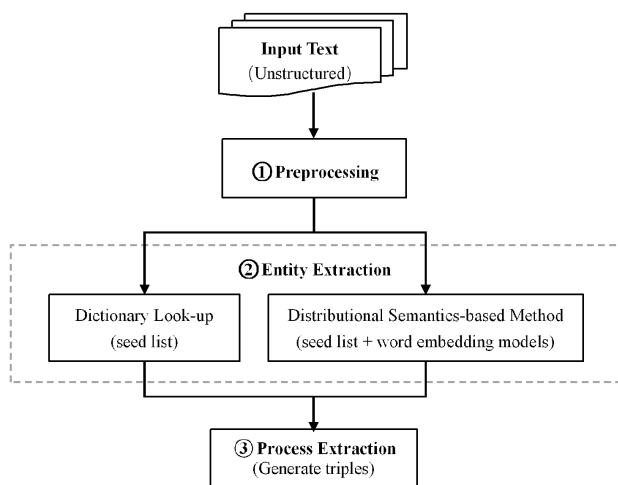 Input Text
(Unstructured)
① Preprocessing
② Entity Extraction
Dictionary Look-up
(seed list)
Distributional Semantics-based Method
(seed list + word embedding models)
③ Process Extraction
(Generate triples)